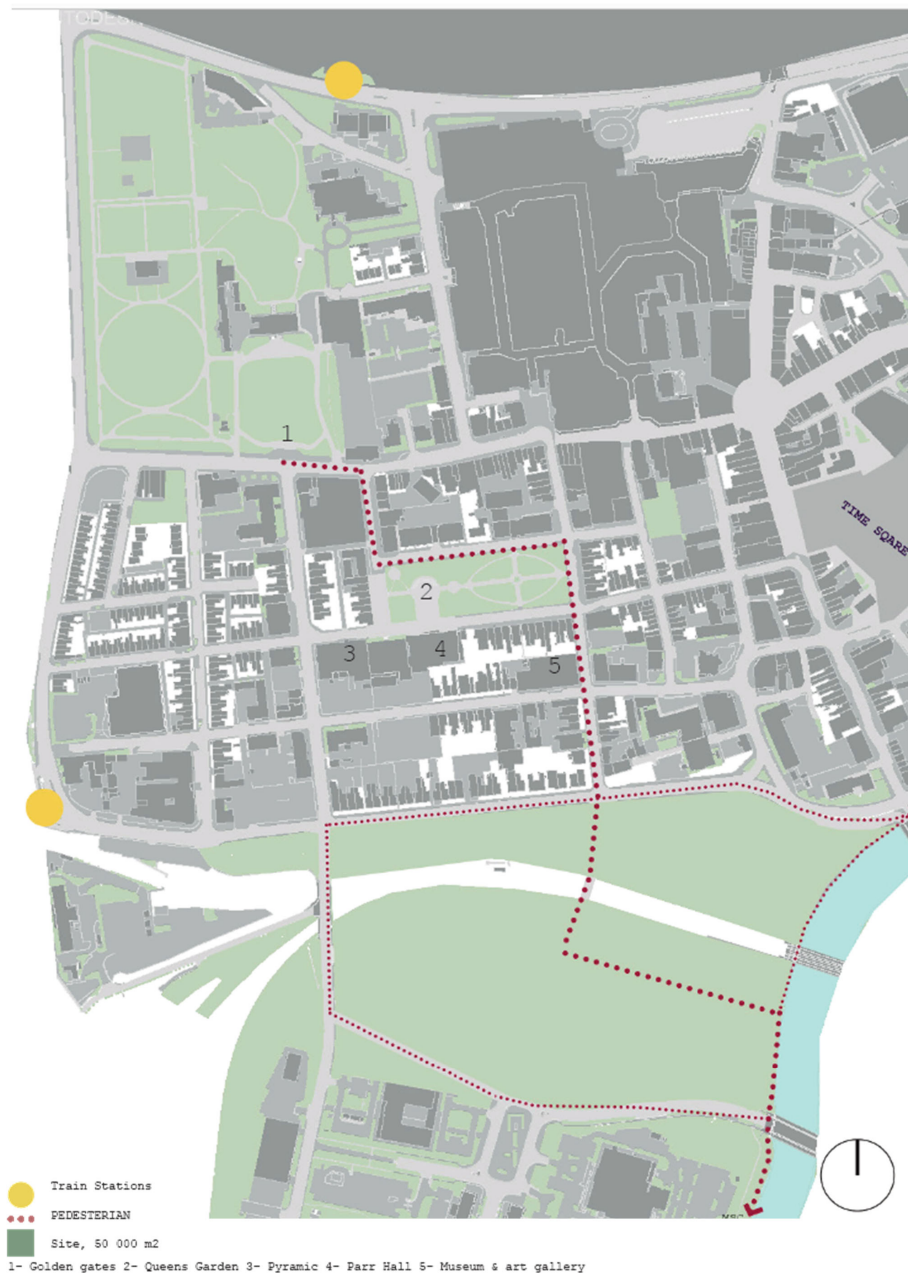 1
TIME SQARE
2
3
4
5
Train Stations
PEDESTERIAN
Site, 50 000 m2
1- Golden gates 2- Queens Garden 3- Pyramic 4- Parr Hall 5- Museum & art gallery